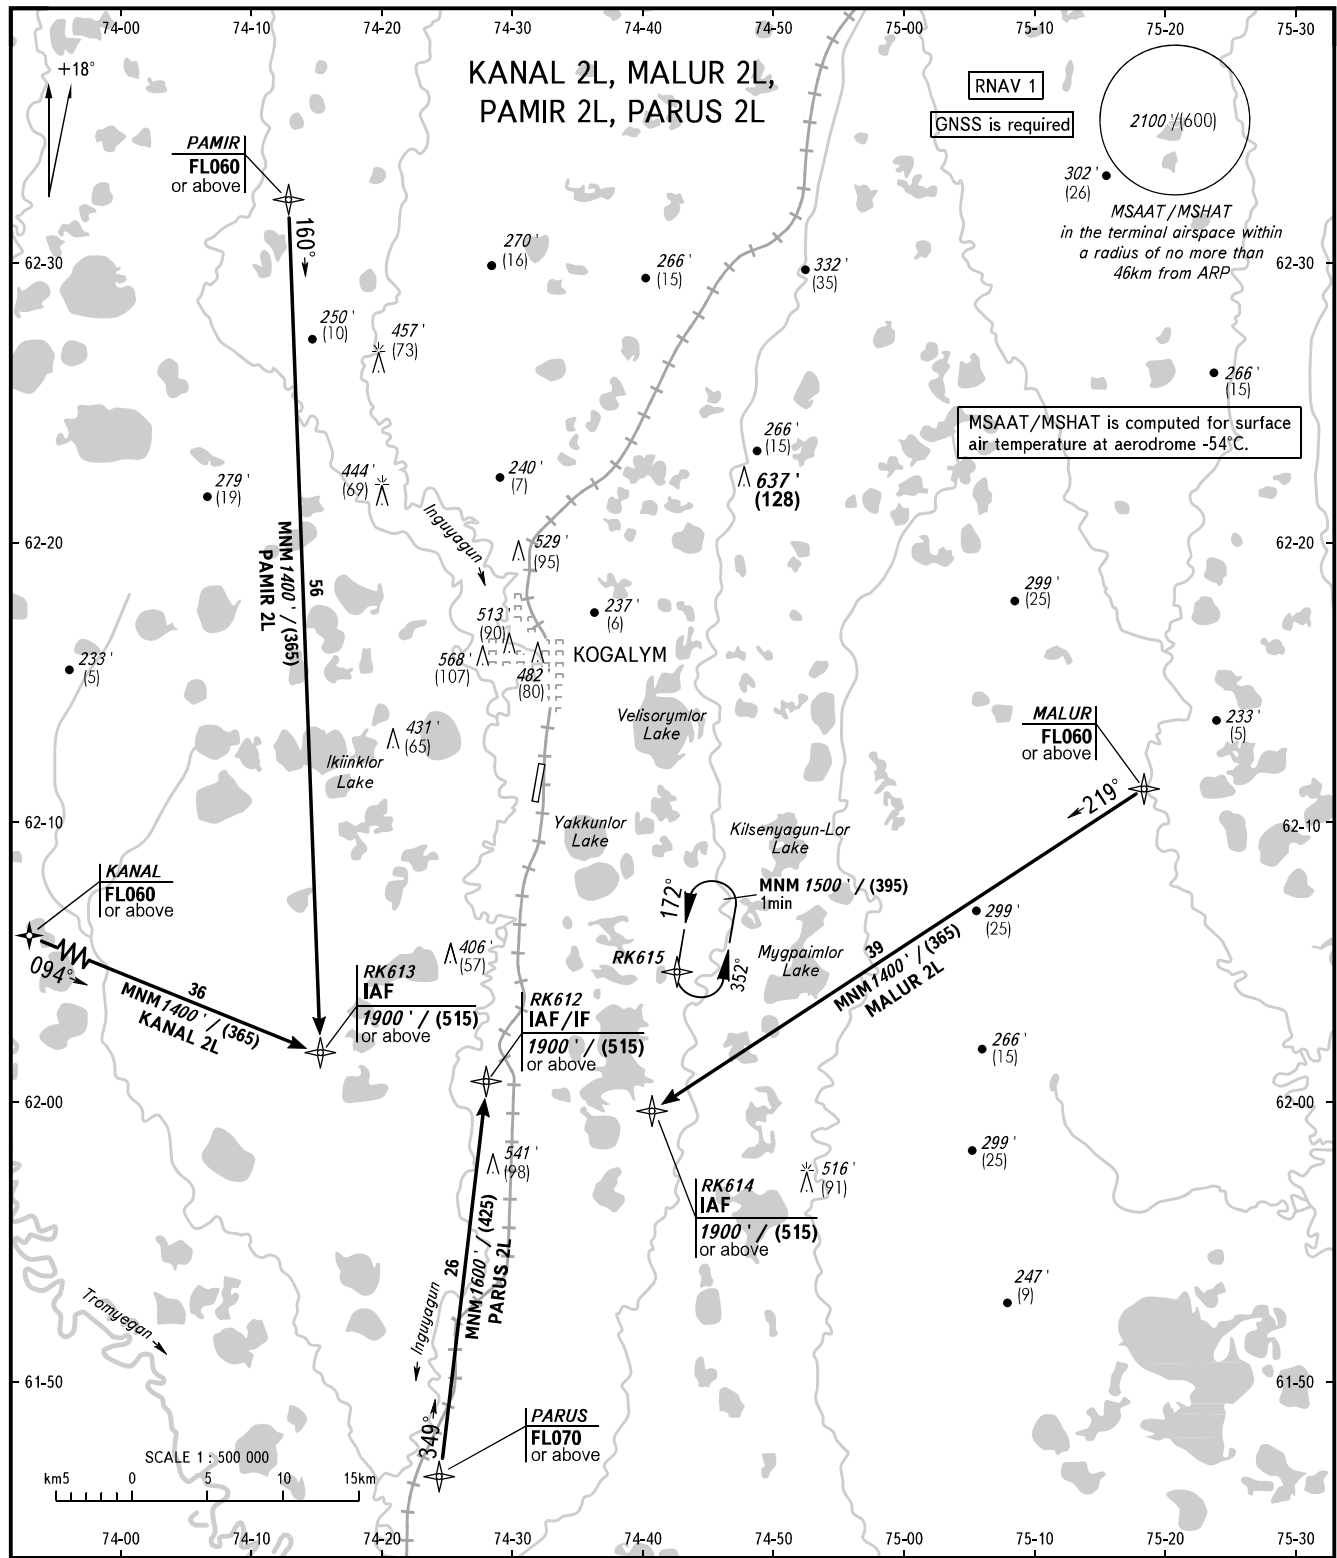 74-00 74-10 74-20 74-30 74-40 74-50 75-00 75-10 75-20 75-30
+18°
KANAL 2L, MALUR 2L,
PAMIR 2L, PARUS 2L
RNAV 1
GNSS is required
2100'/(600)
MSAAT/MSHAT
in the terminal airspace within
a radius of no more than
46km from ARP
302'
(26)
PAMIR
FL060
or above
160°
62-30
62-30
270'
(16)
266'
(15)
332'
(35)
250'
(10)
457'
(73)
266'
(15)
MSAAT/MSHAT is computed for surface
air temperature at aerodrome -54°C.
266'
(15)
637'
(128)
279'
(19)
444'
(69)
240'
(7)
Inguyagun
62-20
62-20
529'
(95)
56
MNM 1400' / (365)
PAMIR 2L
299'
(25)
237'
(6)
513'
(90)
568'
(107)
482'
(80)
KOGALYM
233'
(5)
Velisorymlor
Lake
MALUR
FL060
or above
233'
(5)
431'
(65)
Ikiinklor
Lake
219°
62-10
62-10
Yakkunlor
Lake
Kilsenyagun-Lor
Lake
KANAL
FL060
or above
172°
MNM 1500' / (395)
1min
352°
RK615
299'
(25)
39
MNM 1400' / (365)
MALUR 2L
Mygpaimlor
Lake
406'
(57)
094°
36
MNM 1400' / (365)
KANAL 2L
RK613
IAF
1900' / (515)
or above
RK612
IAF/IF
1900' / (515)
or above
266'
(15)
62-00
62-00
541'
(98)
299'
(25)
516'
(91)
RK614
IAF
1900' / (515)
or above
26
MNM 1600' / (425)
PARUS 2L
Inguyagun
247'
(9)
Tromyegan
61-50
61-50
349°
PARUS
FL070
or above
SCALE 1 : 500 000
km5 0 5 10 15km
74-00 74-10 74-20 74-30 74-40 74-50 75-00 75-10 75-20 75-30